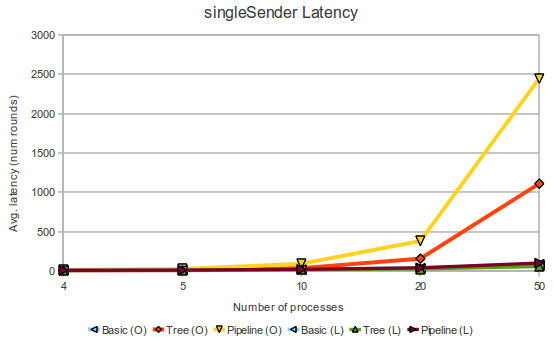 singleSender Latency
3000
2500
2000
1500
1000
500
0
Avg. latency (num rounds)
4 5 10 20 50
Number of processes
Basic (O) Tree (O) Pipeline (O) Basic (L) Tree (L) Pipeline (L)